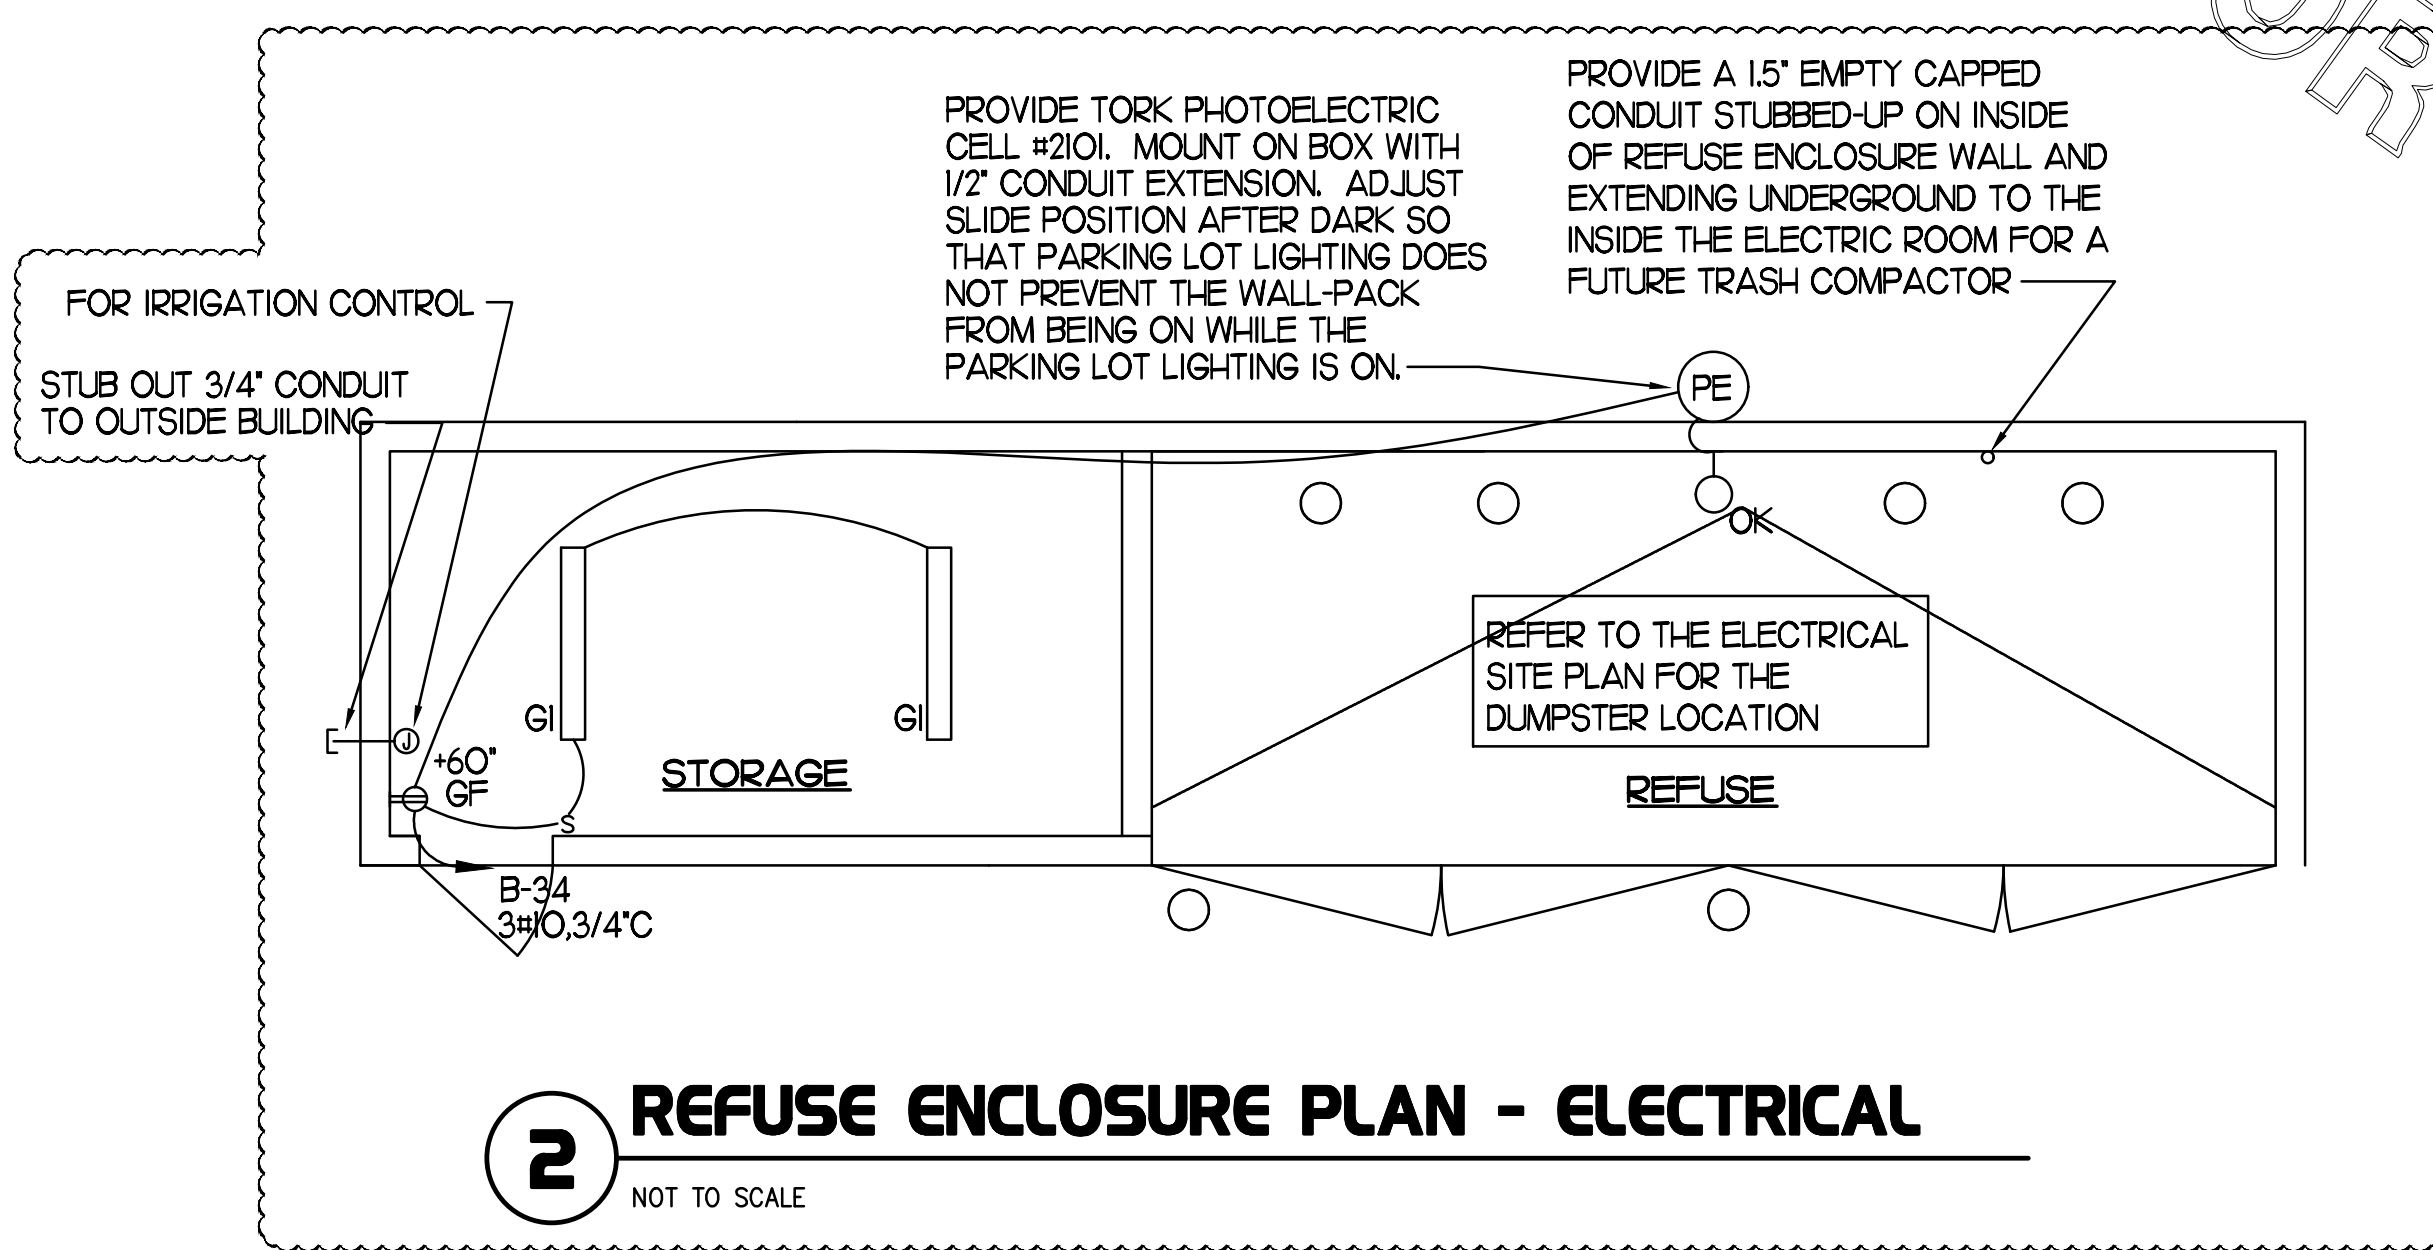 PROVIDE TORK PHOTOELECTRIC
CELL #2101. MOUNT ON BOX WITH
1/2" CONDUIT EXTENSION. ADJUST
SLIDE POSITION AFTER DARK SO
THAT PARKING LOT LIGHTING DOES
NOT PREVENT THE WALL-PACK
FROM BEING ON WHILE THE
PARKING LOT LIGHTING IS ON.
PROVIDE A 1.5" EMPTY CAPPED
CONDUIT STUBBED-UP ON INSIDE
OF REFUSE ENCLOSURE WALL AND
EXTENDING UNDERGROUND TO THE
INSIDE THE ELECTRIC ROOM FOR A
FUTURE TRASH COMPACTOR
FOR IRRIGATION CONTROL
STUB OUT 3/4" CONDUIT
TO OUTSIDE BUILDING
PE
OK
REFER TO THE ELECTRICAL
SITE PLAN FOR THE
DUMPSTER LOCATION
G1
G1
J
+60"
GF
STORAGE
REFUSE
S
B-34
3#10,3/4"C
2
REFUSE ENCLOSURE PLAN - ELECTRICAL
NOT TO SCALE